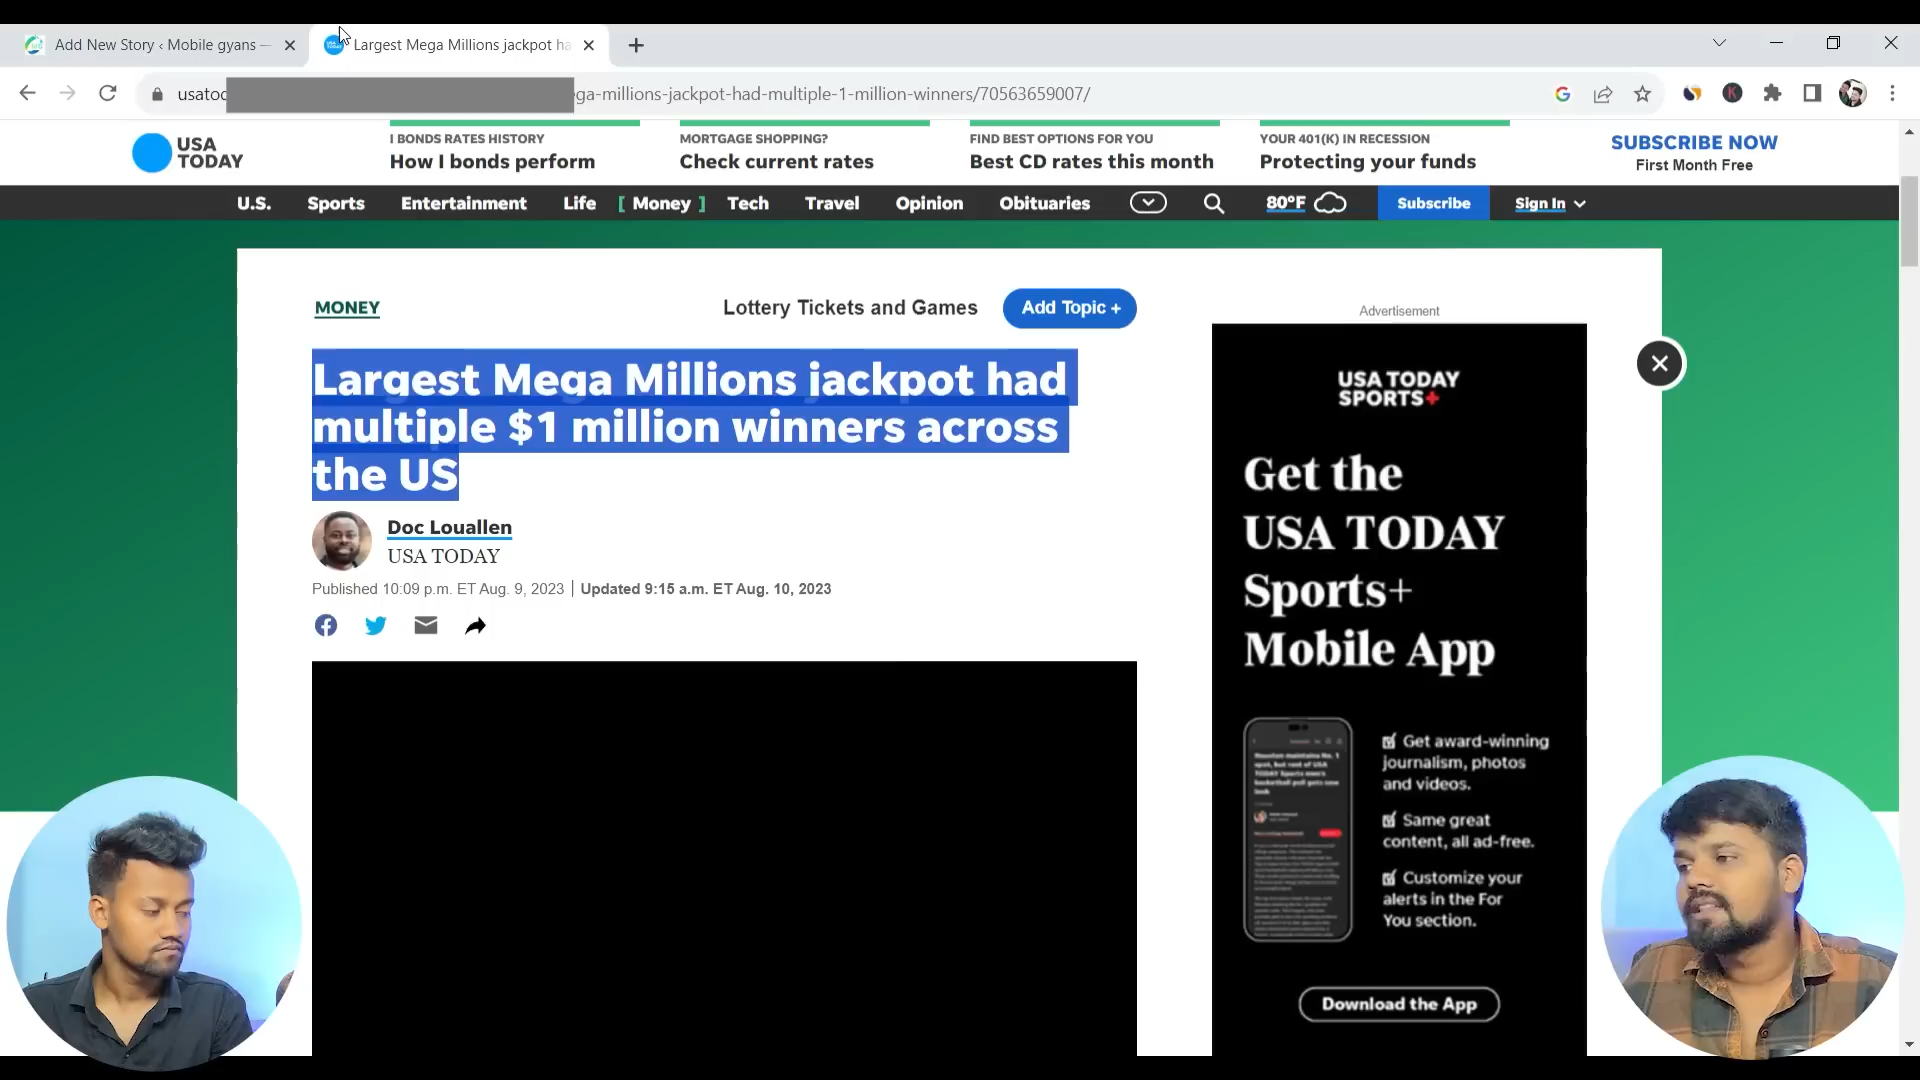 Add New Story ‹ Mobile gyans —
Largest Mega Millions jackpot ha
usatod
ga-millions-jackpot-had-multiple-1-million-winners/70563659007/
USA
TODAY
I BONDS RATES HISTORY
How I bonds perform
MORTGAGE SHOPPING?
Check current rates
FIND BEST OPTIONS FOR YOU
Best CD rates this month
YOUR 401(K) IN RECESSION
Protecting your funds
SUBSCRIBE NOW
First Month Free
U.S. Sports Entertainment Life [ Money ] Tech Travel Opinion Obituaries 80°F Subscribe Sign In
MONEY
Lottery Tickets and Games
Add Topic +
Largest Mega Millions jackpot had
multiple $1 million winners across
the US
Doc Louallen
USA TODAY
Published 10:09 p.m. ET Aug. 9, 2023 | Updated 9:15 a.m. ET Aug. 10, 2023
Advertisement
USA TODAY
SPORTS+
Get the
USA TODAY
Sports+
Mobile App
Get award-winning
journalism, photos
and videos.
Same great
content, all ad-free.
Customize your
alerts in the For
You section.
Download the App